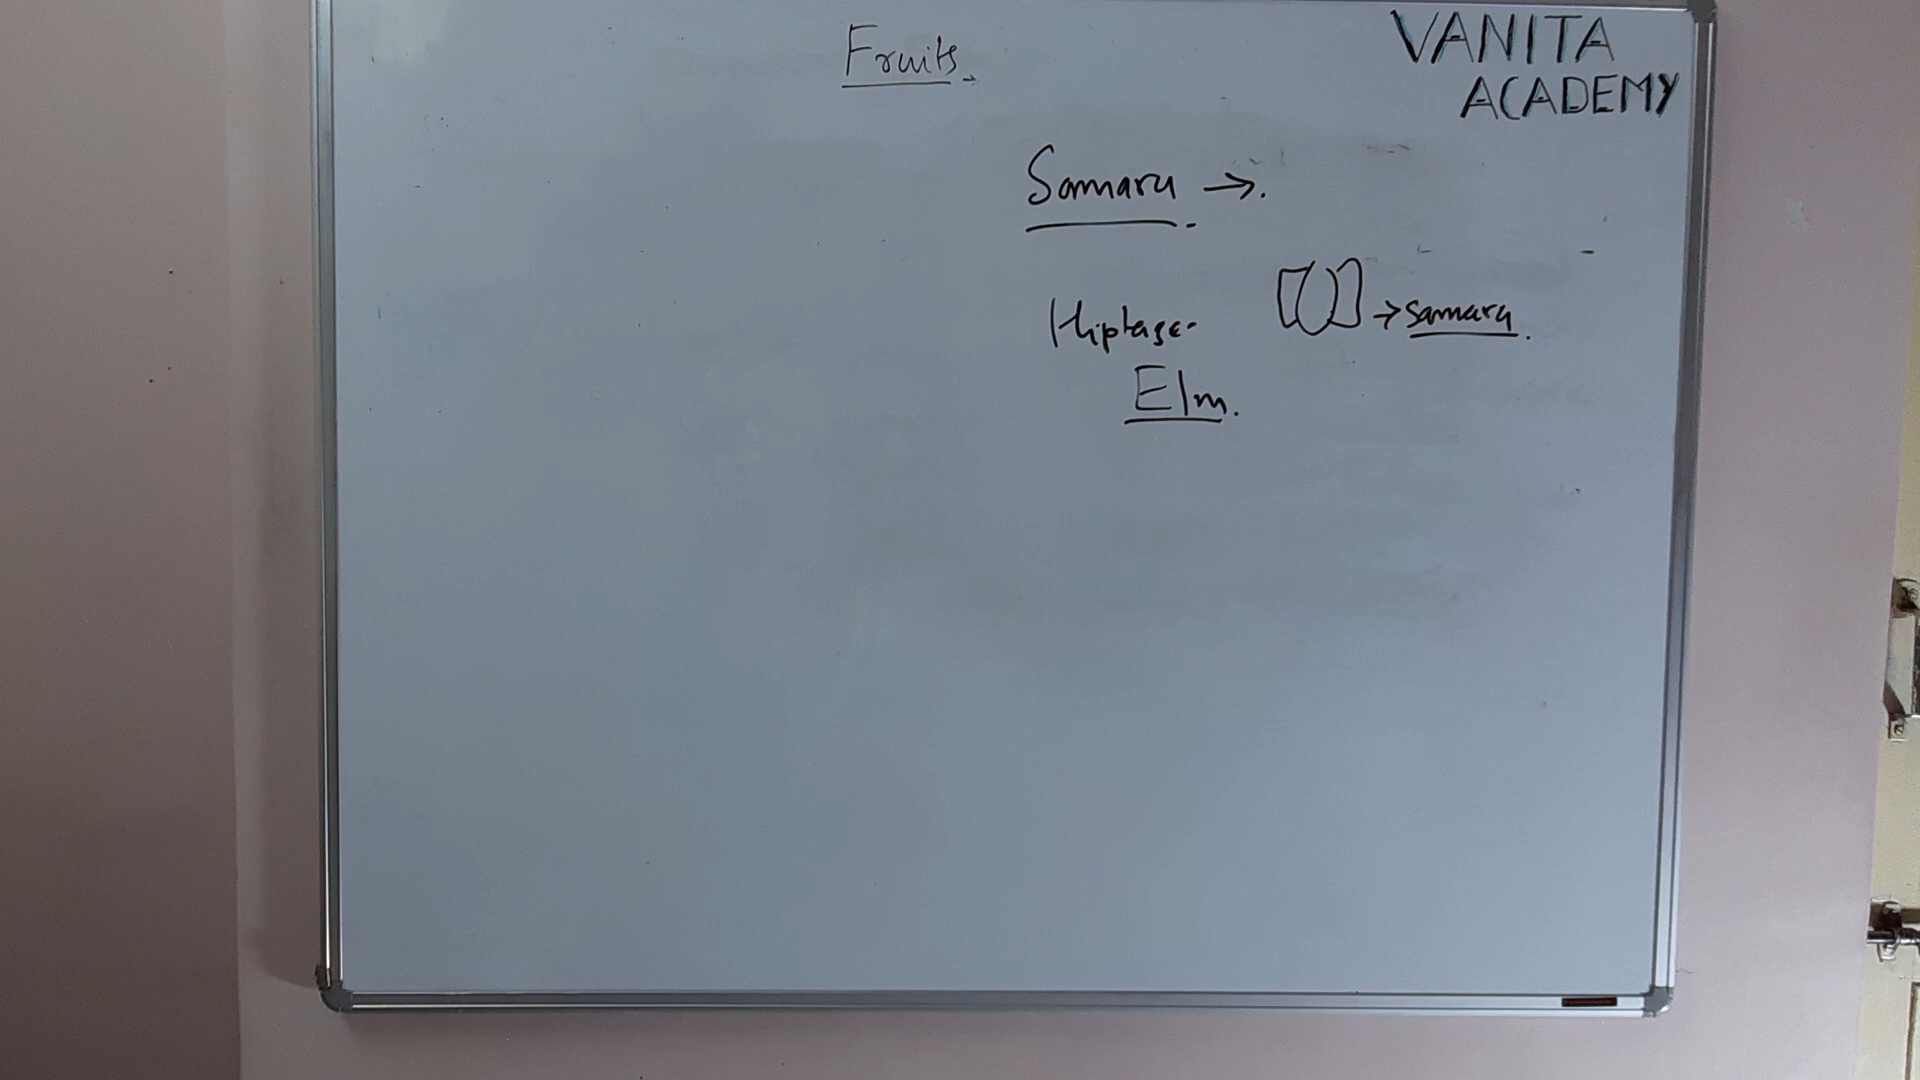 Fruits.
VANITA
ACADEMY
Samara →.
Hiptage-
→ samara.
Elm.